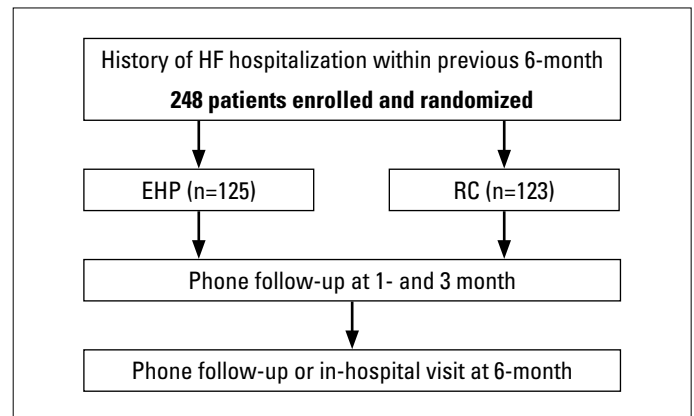 History of HF hospitalization within previous 6-month
248 patients enrolled and randomized
EHP (n=125)
RC (n=123)
Phone follow-up at 1- and 3 month
Phone follow-up or in-hospital visit at 6-month